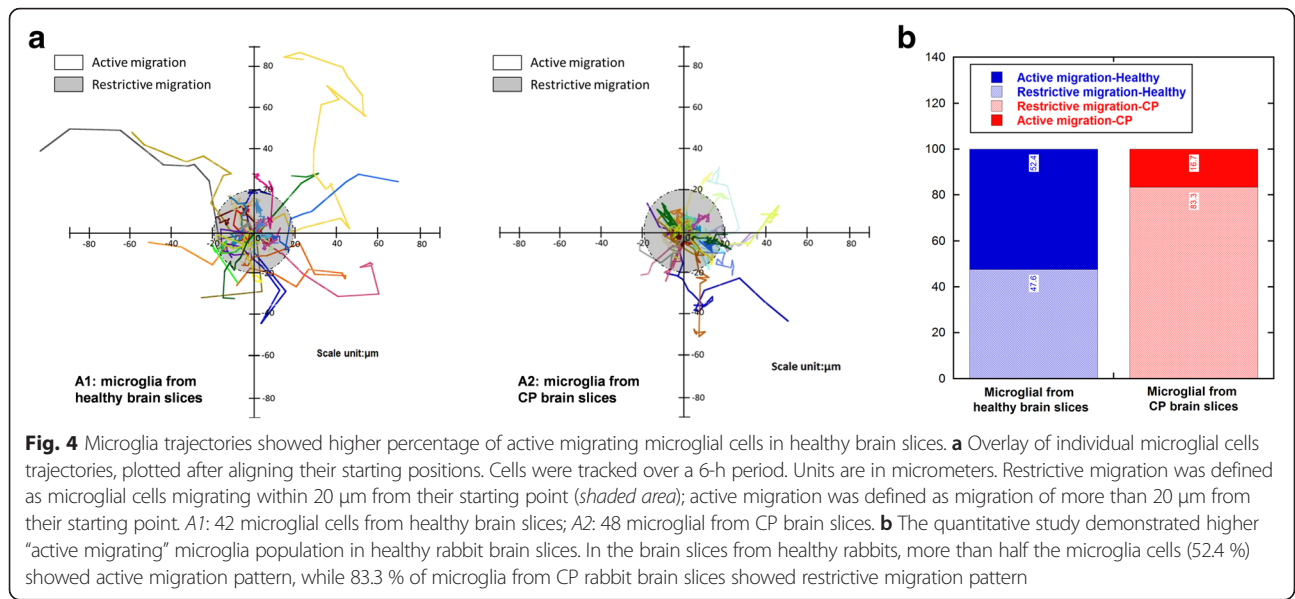 a
Active migration
Restrictive migration
80
60
40
20
0
-80 -60 -40 -20 20 40 60 80
-20
-40
-60
-80
Scale unit:µm
A1: microglia from
healthy brain slices
Active migration
Restrictive migration
80
60
40
20
0
-80 -60 -40 -20 20 40 60 80
-20
-40
-60
-80
Scale unit:µm
A2: microglia from
CP brain slices
b
140
120
100
80
60
40
20
0
Active migration-Healthy
Restrictive migration-Healthy
Restrictive migration-CP
Active migration-CP
52.4
47.6
16.7
83.3
Microglial from
healthy brain slices
Microglial from
CP brain slices
Fig. 4 Microglia trajectories showed higher percentage of active migrating microglial cells in healthy brain slices. a Overlay of individual microglial cells
trajectories, plotted after aligning their starting positions. Cells were tracked over a 6-h period. Units are in micrometers. Restrictive migration was defined
as microglial cells migrating within 20 µm from their starting point (shaded area); active migration was defined as migration of more than 20 µm from
their starting point. A1: 42 microglial cells from healthy brain slices; A2: 48 microglial from CP brain slices. b The quantitative study demonstrated higher
“active migrating” microglia population in healthy rabbit brain slices. In the brain slices from healthy rabbits, more than half the microglia cells (52.4 %)
showed active migration pattern, while 83.3 % of microglia from CP rabbit brain slices showed restrictive migration pattern